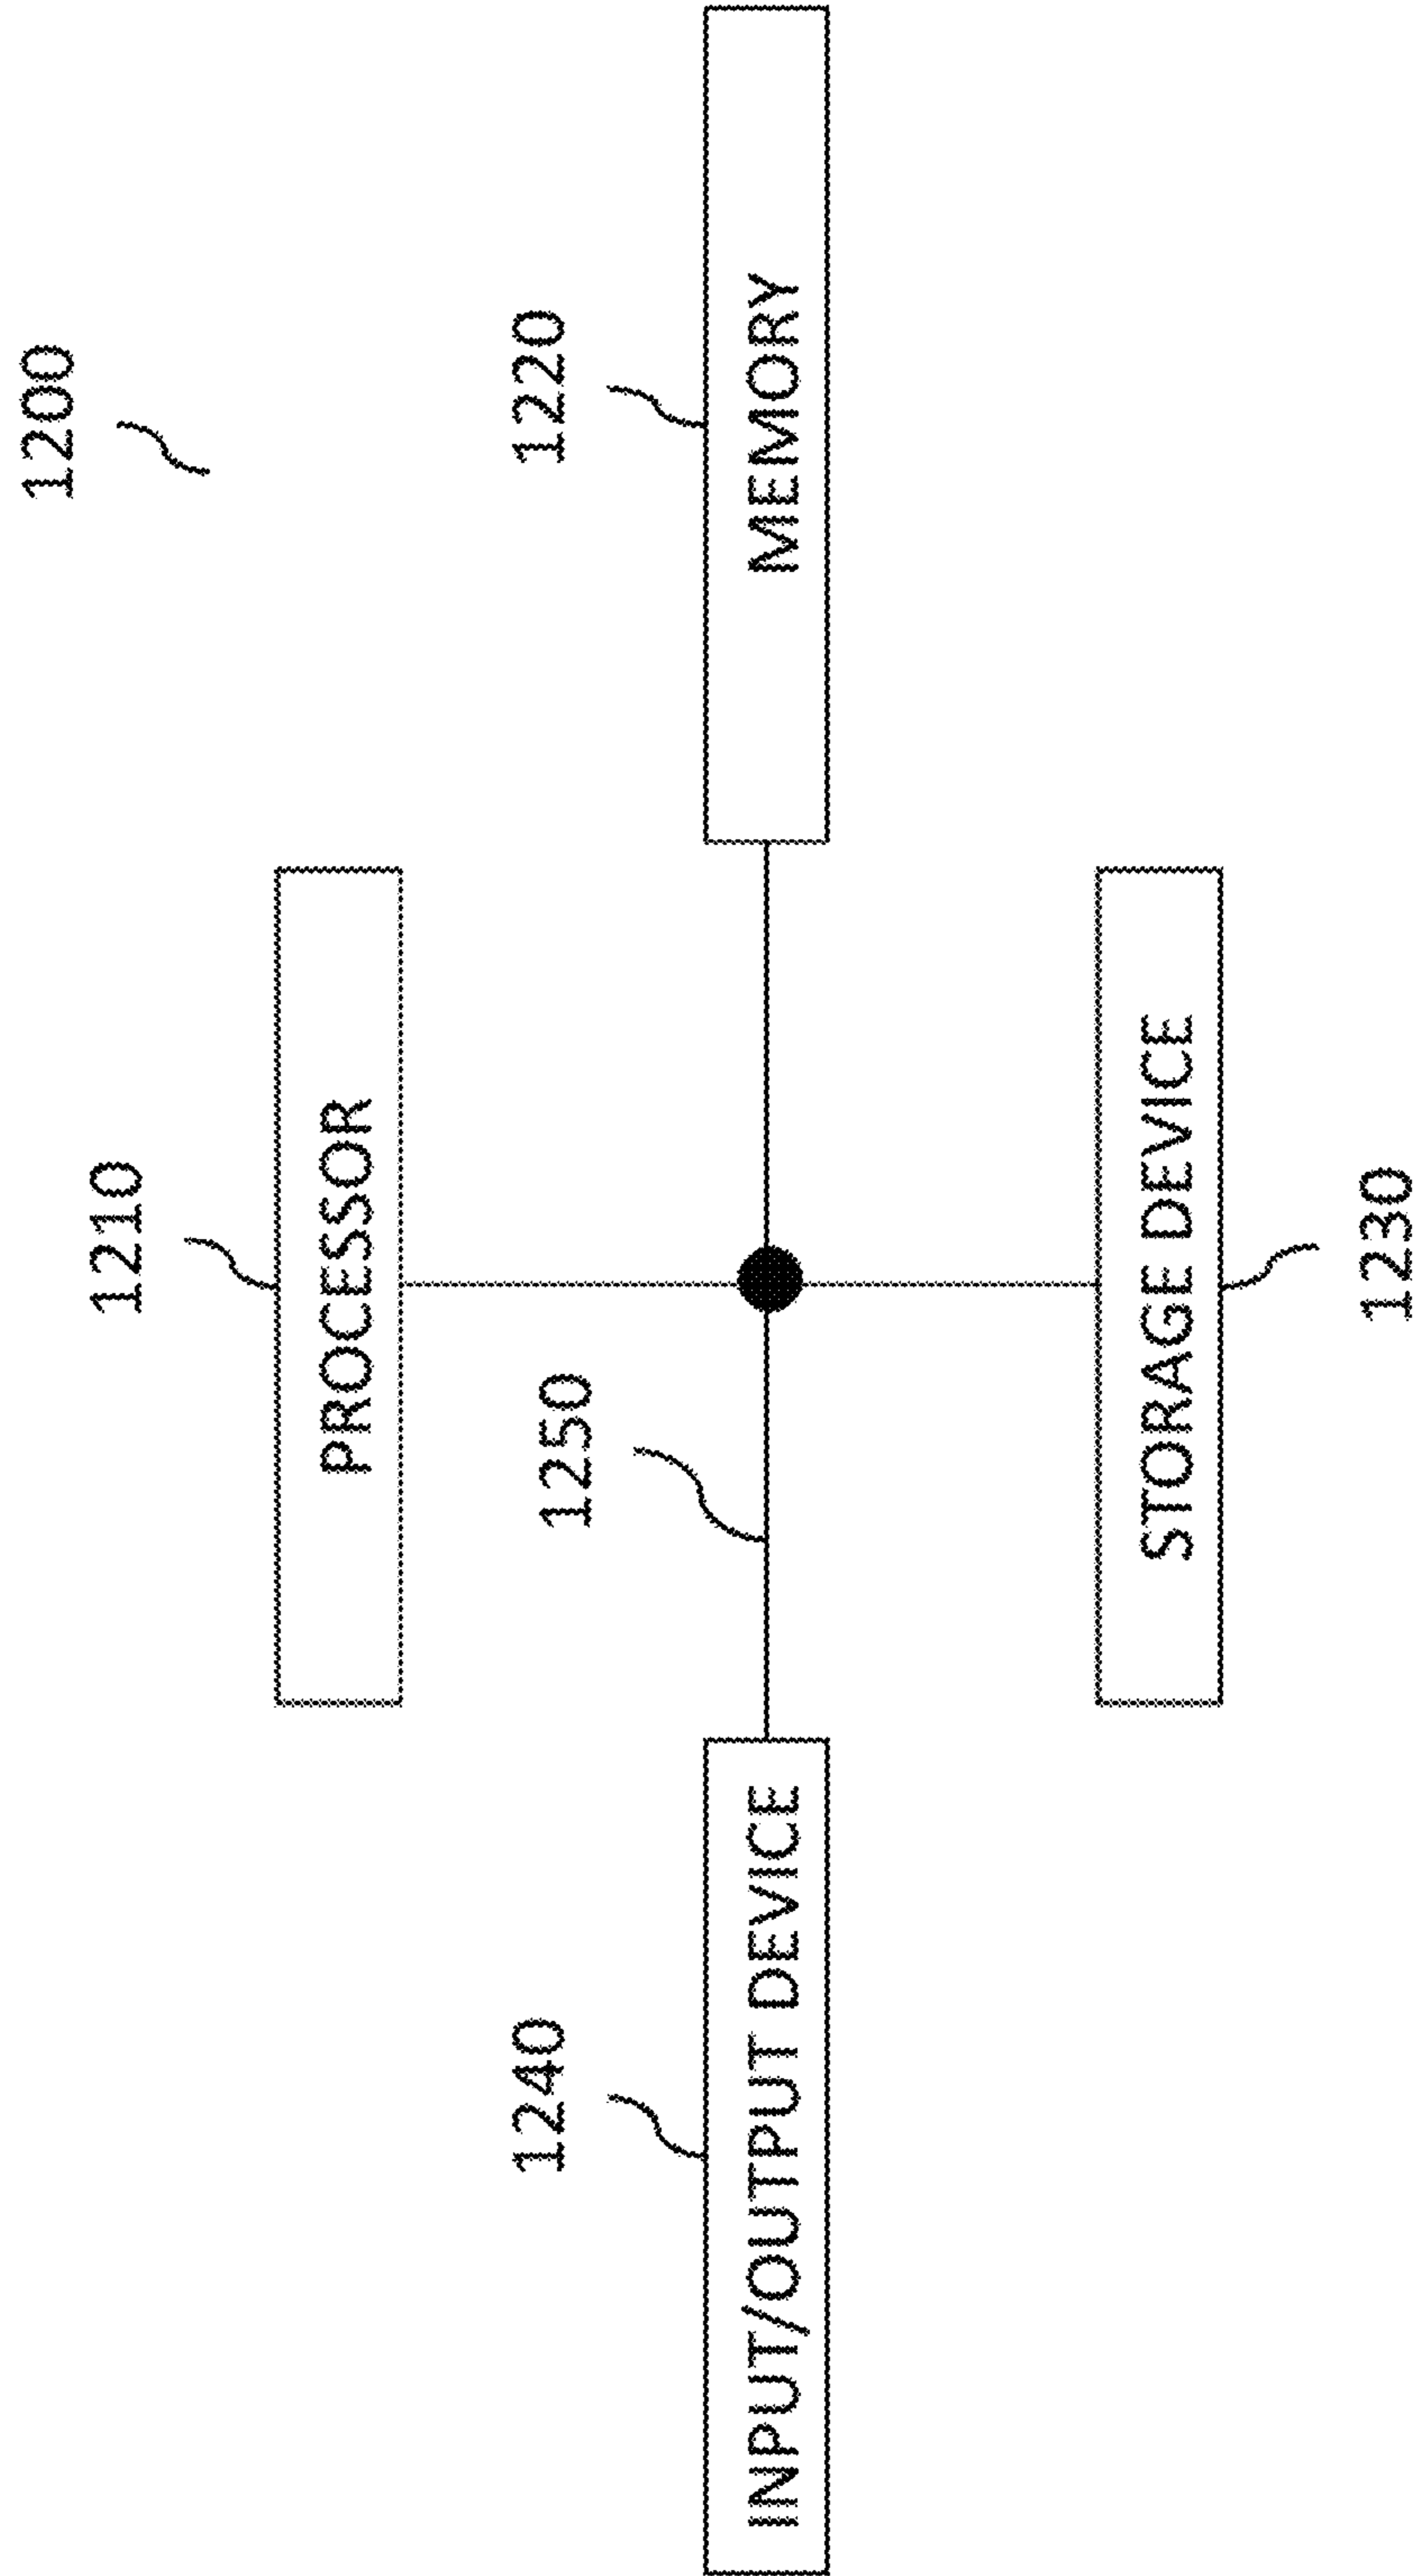 1200
1210
PROCESSOR
1240
1250
1220
INPUT/OUTPUT DEVICE
MEMORY
STORAGE DEVICE
1230